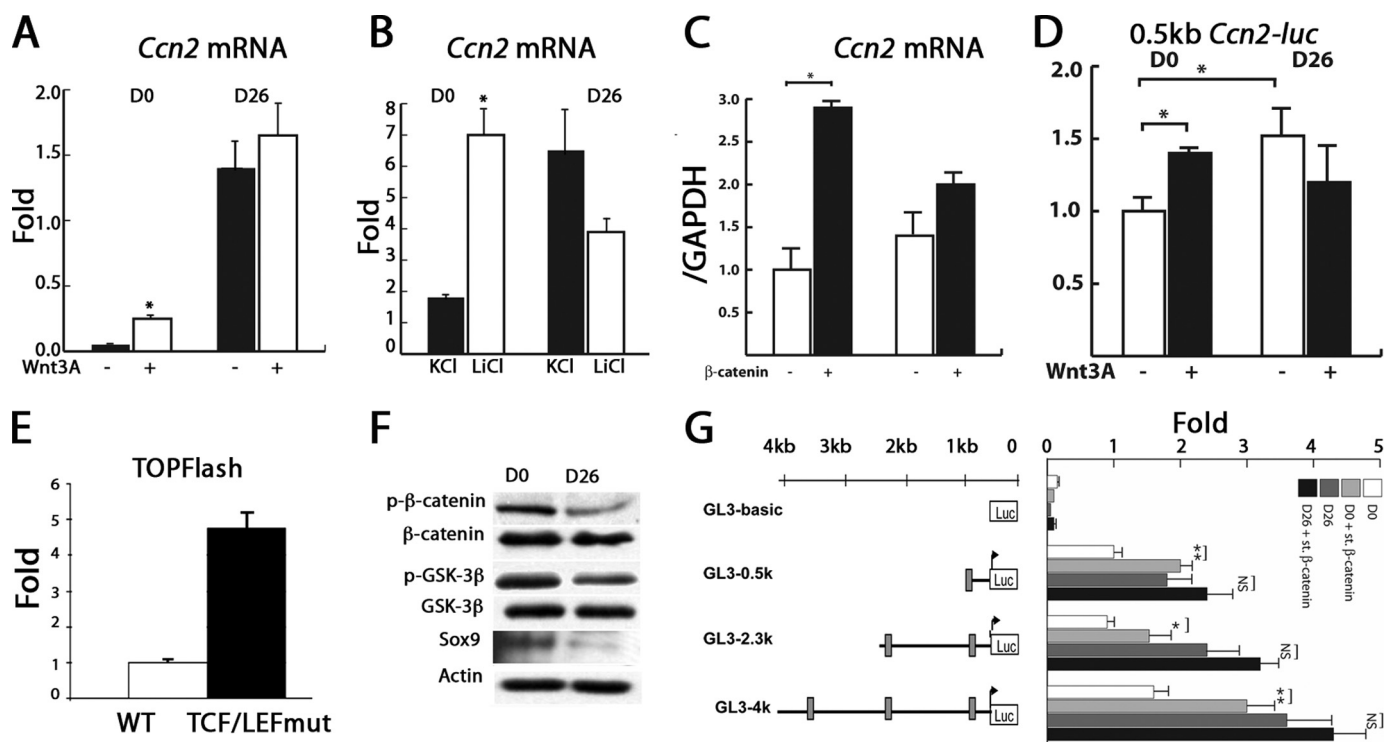 A
Ccn2 mRNA
D0 D26
2.0
1.5
1.0
0.5
0.0
Fold
Wnt3A - + - +
B
Ccn2 mRNA
D0 * D26
8
7
6
5
4
3
2
1
0
Fold
*
KCl LiCl KCl LiCl
C
Ccn2 mRNA
*
3.0
2.0
1.0
.5
/GAPDH
β-catenin - + - +
D
0.5kb Ccn2-luc
D0 D26
*
*
2.0
1.5
1.0
0.5
Wnt3A - + - +
E
TOPFlash
6
5
4
3
2
1
0
Fold
WT TCF/LEFmut
F
D0 D26
p-β-catenin
β-catenin
p-GSK-3β
GSK-3β
Sox9
Actin
G
Fold
4kb 3kb 2kb 1kb 0
0 1 2 3 4 5
GL3-basic Luc
GL3-0.5k Luc
GL3-2.3k Luc
GL3-4k Luc
D0
D0 + st. β-catenin
D26
D26 + st. β-catenin
**]
NS]
*]
NS]
**]
NS]